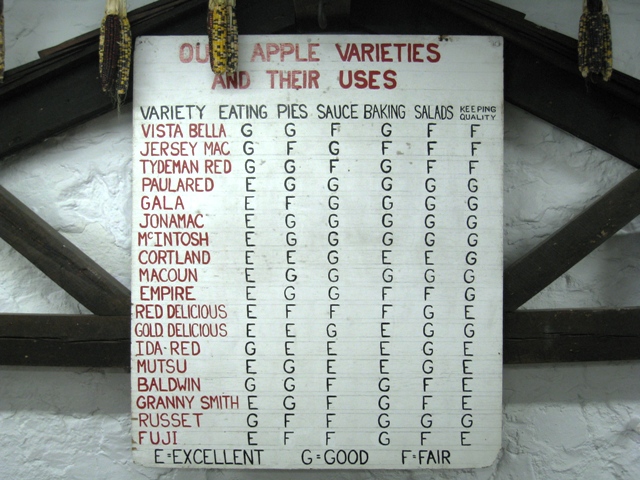 OUR APPLE VARIETIES
AND THEIR USES
VARIETY EATING PIES SAUCE BAKING SALADS KEEPING QUALITY
VISTA BELLA G G F G F F
JERSEY MAC G F G F F F
TYDEMAN RED G G F G F F
PAULARED E G G G G G
GALA E F G G G G
JONAMAC E G G G G G
McINTOSH E G G G G G
CORTLAND E E G E E G
MACOUN E G G G G G
EMPIRE E G G F F G
RED DELICIOUS E F F F G E
GOLD DELICIOUS E E G E G E
IDA-RED G E E E G E
MUTSU E G E E G E
BALDWIN G G F G F E
GRANNY SMITH E G F G F E
RUSSET G F F G G G
FUJI E F F G F E
E=EXCELLENT G=GOOD F=FAIR